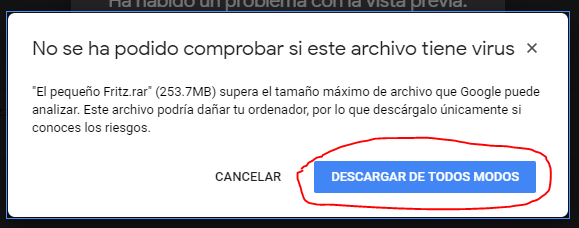 Ha habido un problema con la vista previa.
No se ha podido comprobar si este archivo tiene virus ×
"El pequeño Fritz.rar" (253.7MB) supera el tamaño máximo de archivo que Google puede
analizar. Este archivo podría dañar tu ordenador, por lo que descárgalo únicamente si
conoces los riesgos.
CANCELAR DESCARGAR DE TODOS MODOS